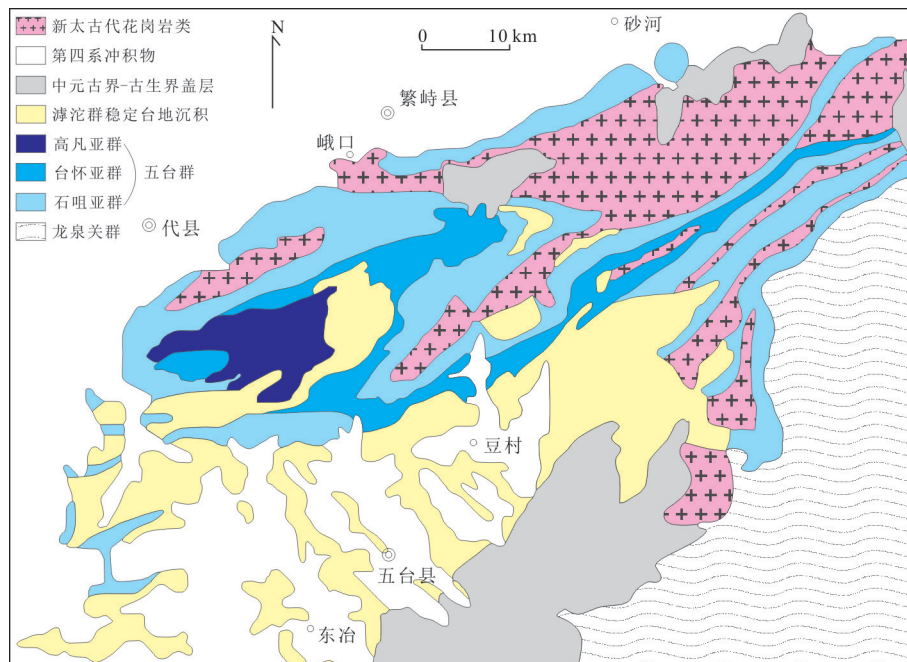 新太古代花岗岩类
第四系冲积物
中元古界-古生界盖层
滹沱群稳定台地沉积
高凡亚群
台怀亚群
五台群
石咀亚群
龙泉关群
N
0 10 km
砂河
繁峙县
峨口
代县
豆村
五台县
东冶